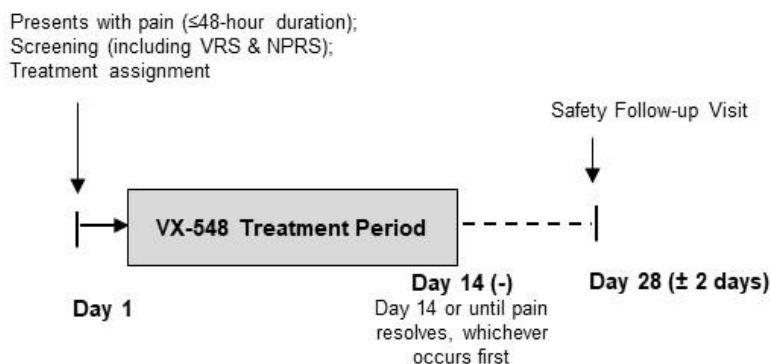 Presents with pain (≤48-hour duration);
Screening (including VRS & NPRS);
Treatment assignment
Safety Follow-up Visit
VX-548 Treatment Period
Day 1
Day 14 (-)
Day 14 or until pain
resolves, whichever
occurs first
Day 28 (± 2 days)